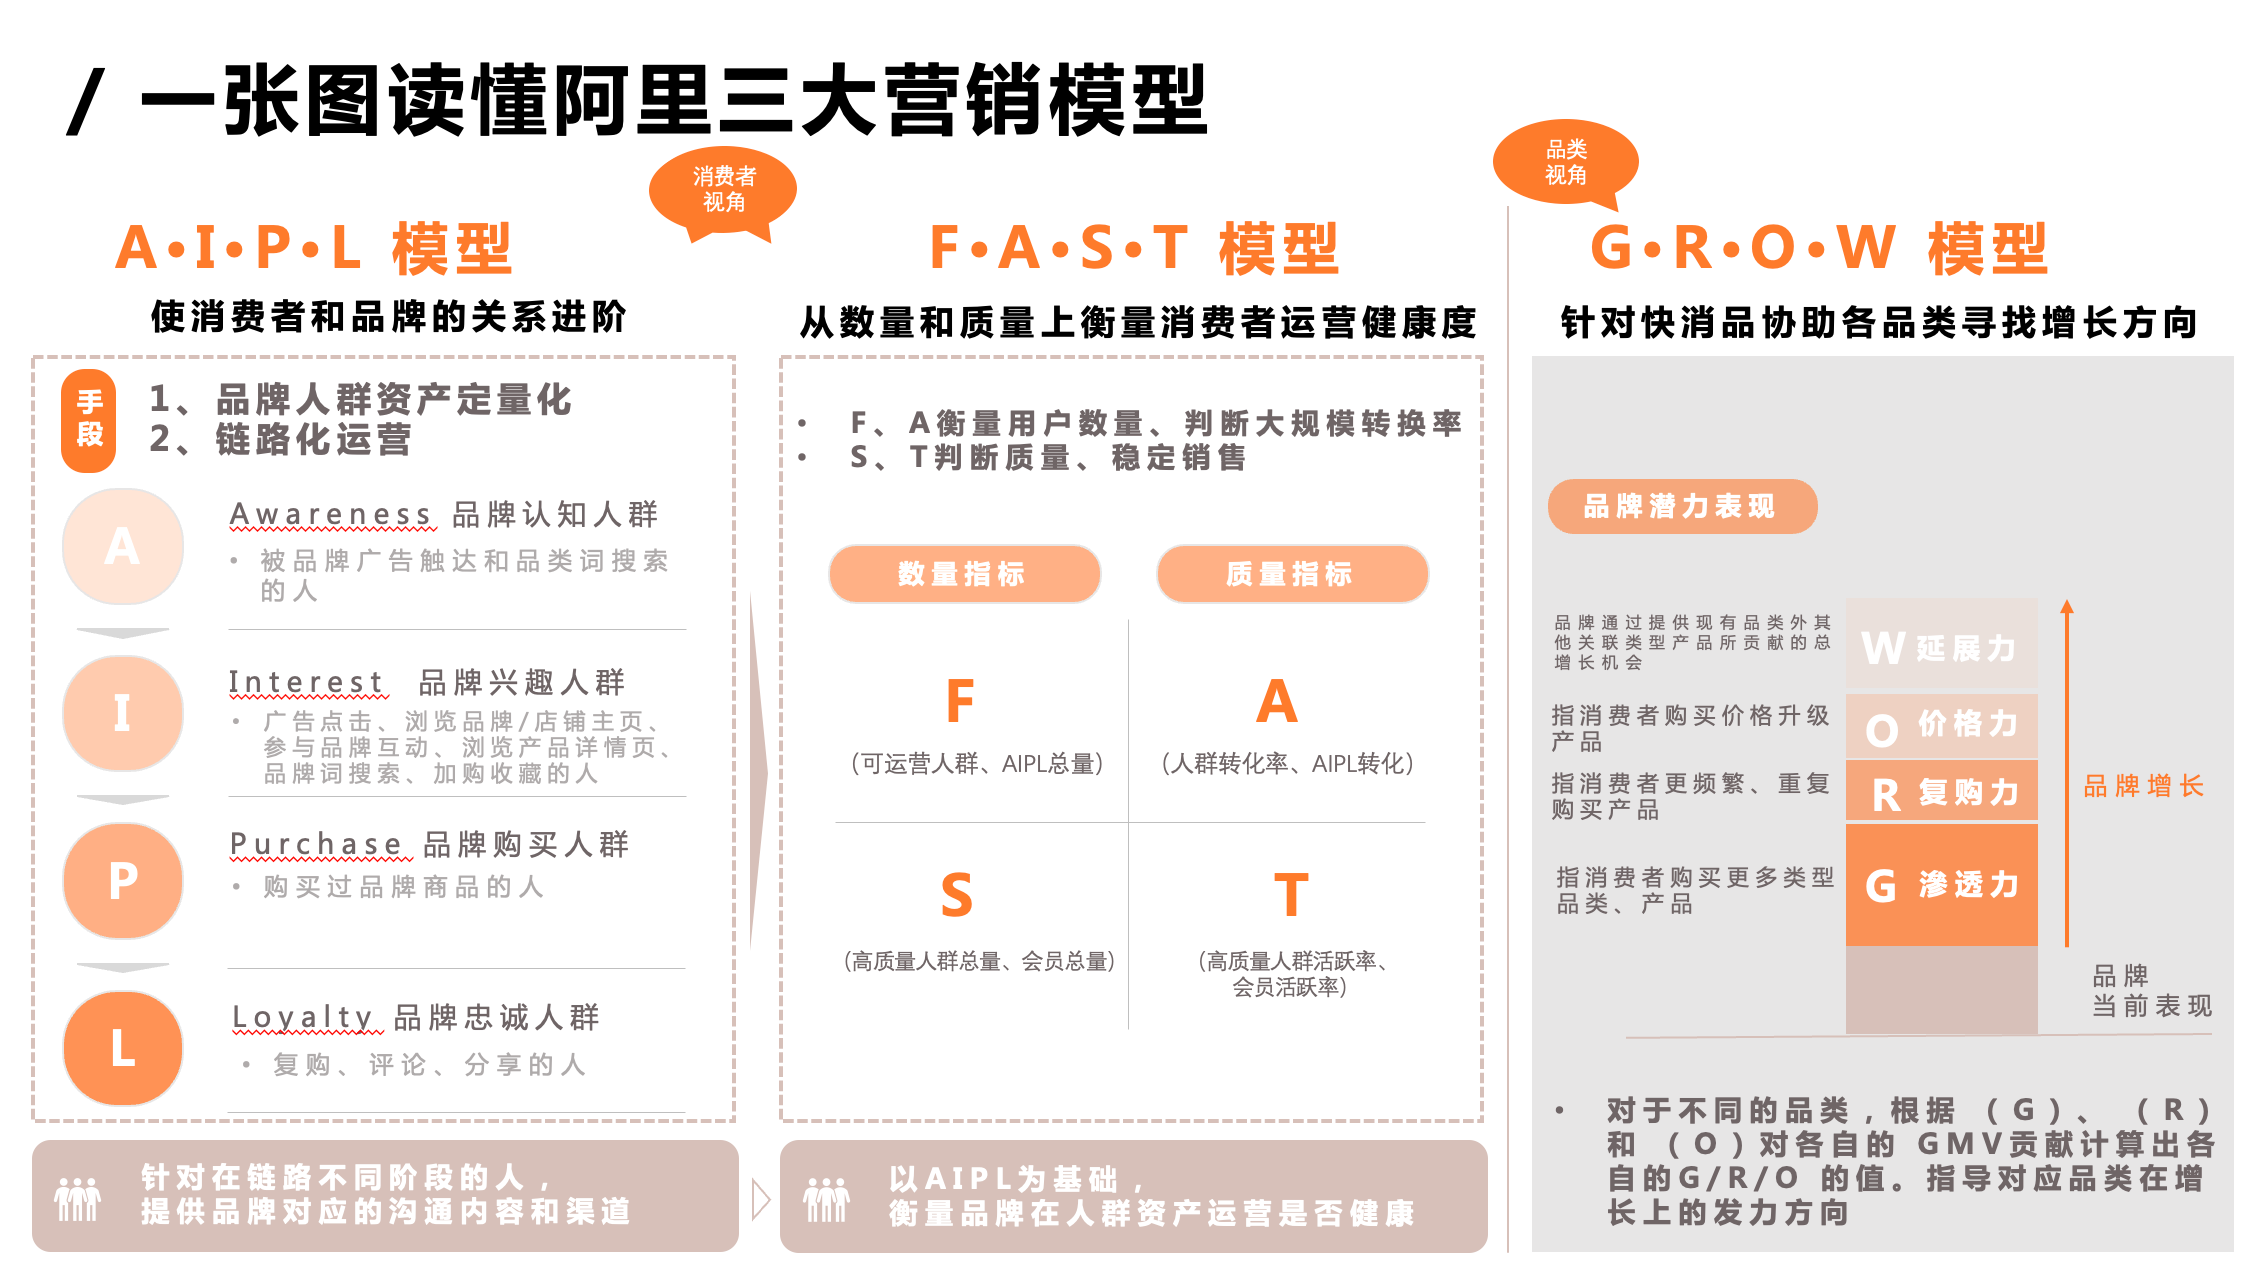 / 一张图读懂阿里三大营销模型
消费者
视角
品类
视角
A•I•P•L 模型
使消费者和品牌的关系进阶
手
段
1、品牌人群资产定量化
2、链路化运营
A
Awareness 品牌认知人群
• 被品牌广告触达和品类词搜索
的人
I
Interest 品牌兴趣人群
• 广告点击、浏览品牌/店铺主页、
参与品牌互动、浏览产品详情页、
品牌词搜索、加购收藏的人
P
Purchase 品牌购买人群
• 购买过品牌商品的人
L
Loyalty 品牌忠诚人群
• 复购、评论、分享的人
针对在链路不同阶段的人，
提供品牌对应的沟通内容和渠道
F•A•S•T 模型
从数量和质量上衡量消费者运营健康度
• F、A衡量用户数量、判断大规模转换率
• S、T判断质量、稳定销售
数量指标
质量指标
F
（可运营人群、AIPL总量）
A
（人群转化率、AIPL转化）
S
（高质量人群总量、会员总量）
T
（高质量人群活跃率、
会员活跃率）
以AIPL为基础，
衡量品牌在人群资产运营是否健康
G•R•O•W 模型
针对快消品协助各品类寻找增长方向
品牌潜力表现
品牌通过提供现有品类外其
他关联类型产品所贡献的总
增长机会
W 延展力
指消费者购买价格升级
产品
O 价格力
指消费者更频繁、重复
购买产品
R 复购力
品牌增长
指消费者购买更多类型
品类、产品
G 渗透力
品牌
当前表现
• 对于不同的品类，根据（G）、（R）
和（O）对各自的 GMV贡献计算出各
自的G/R/O 的值。指导对应品类在增
长上的发力方向